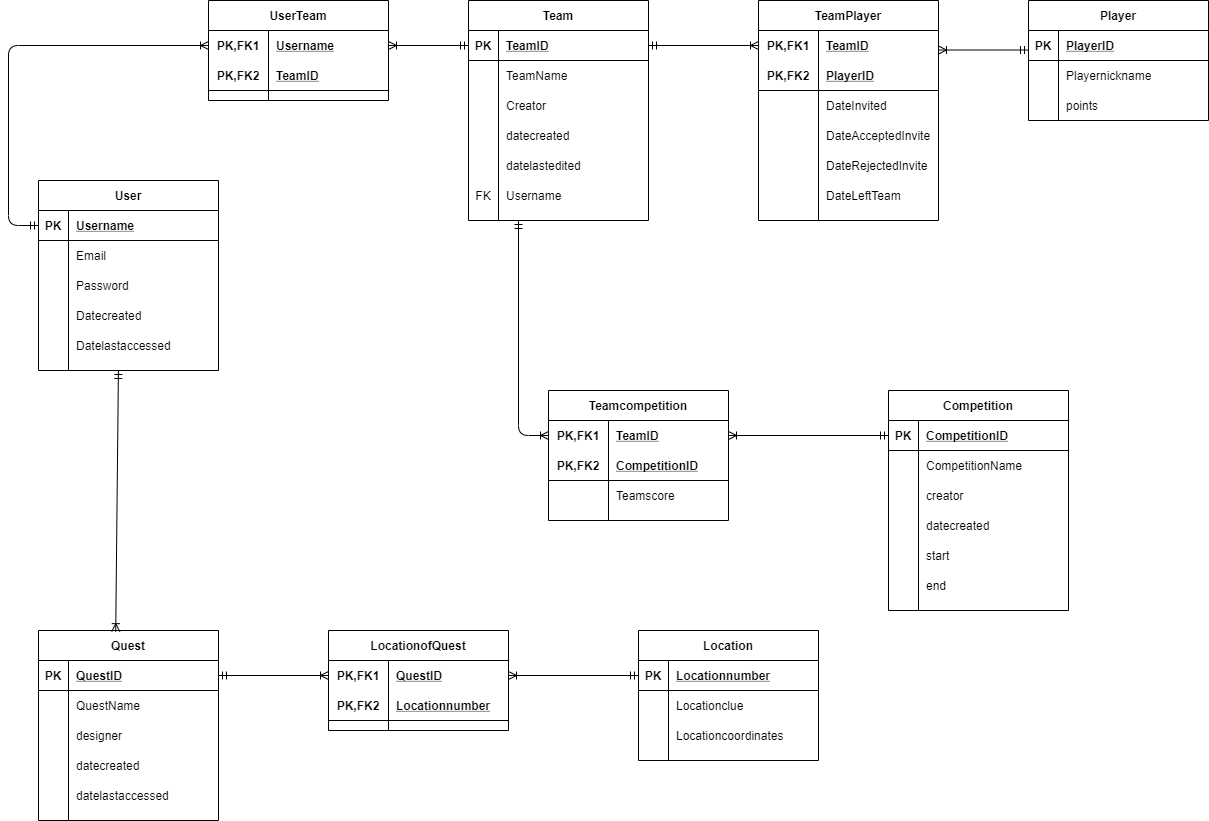 UserTeam
PK,FK1 Username
PK,FK2 TeamID
Team
PK TeamID
TeamName
Creator
datecreated
datelastedited
FK Username
TeamPlayer
PK,FK1 TeamID
PK,FK2 PlayerID
DateInvited
DateAcceptedInvite
DateRejectedInvite
DateLeftTeam
Player
PK PlayerID
Playernickname
points
User
PK Username
Email
Password
Datecreated
Datelastaccessed
Teamcompetition
PK,FK1 TeamID
PK,FK2 CompetitionID
Teamscore
Competition
PK CompetitionID
CompetitionName
creator
datecreated
start
end
Quest
PK QuestID
QuestName
designer
datecreated
datelastaccessed
LocationofQuest
PK,FK1 QuestID
PK,FK2 Locationnumber
Location
PK Locationnumber
Locationclue
Locationcoordinates